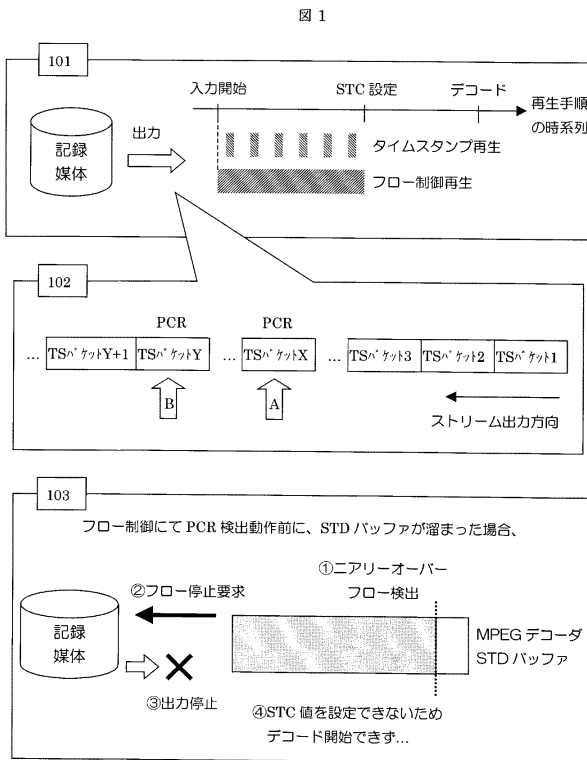 図 1
101
入力開始
STC 設定
デコード
再生手順
の時系列
出力
記録
媒体
タイムスタンプ再生
フロー制御再生
102
PCR
PCR
... TSﾊﾟｹｯﾄY+1 TSﾊﾟｹｯﾄY ... TSﾊﾟｹｯﾄX ... TSﾊﾟｹｯﾄ3 TSﾊﾟｹｯﾄ2 TSﾊﾟｹｯﾄ1
B
A
ストリーム出力方向
103
フロー制御にて PCR 検出動作前に、STD バッファが溜まった場合、
①ニアリーオーバー
フロー検出
②フロー停止要求
記録
媒体
MPEG デコーダ
STD バッファ
③出力停止
④STC 値を設定できないため
デコード開始できず...